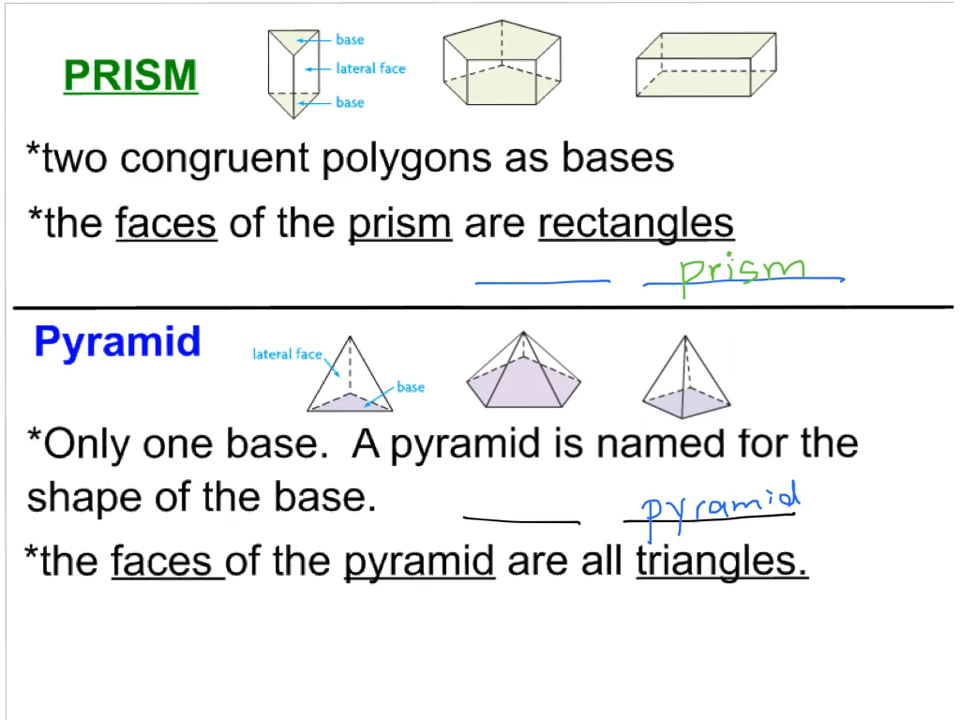 PRISM
base
lateral face
base
*two congruent polygons as bases
*the faces of the prism are rectangles
prism
Pyramid
lateral face
base
*Only one base. A pyramid is named for the
shape of the base.
pyramid
*the faces of the pyramid are all triangles.